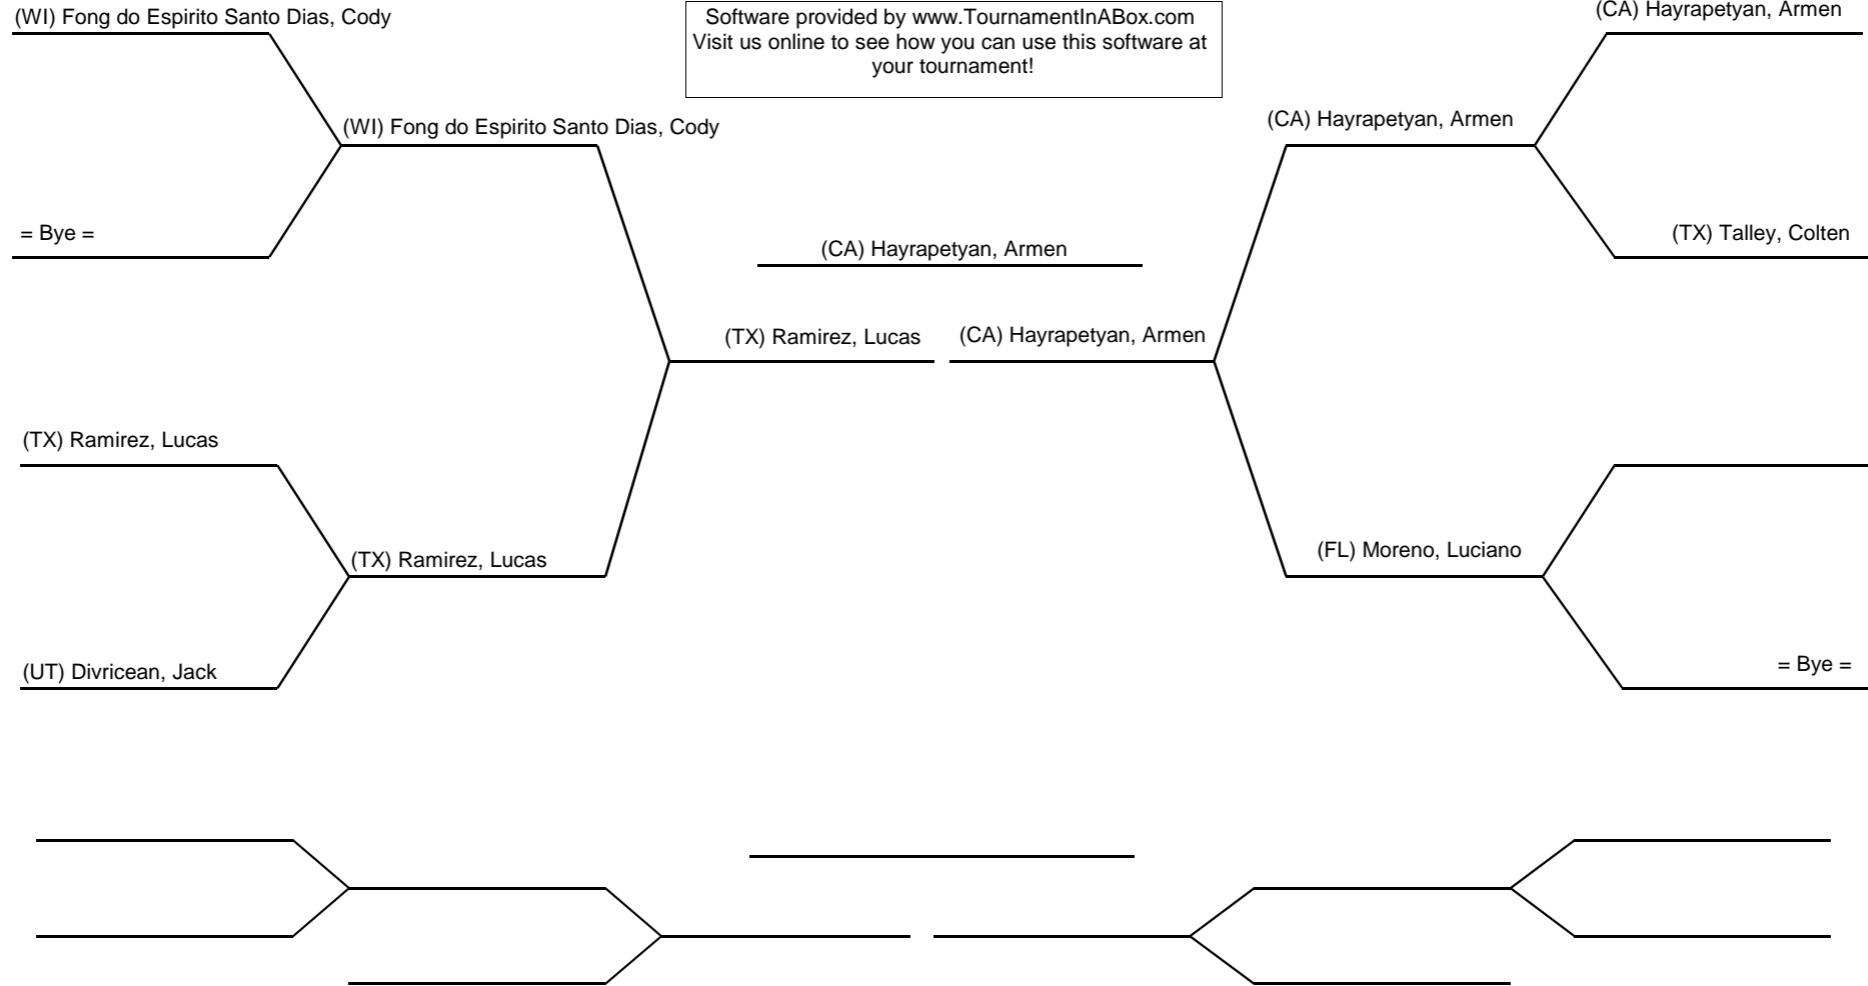 (WI) Fong do Espirito Santo Dias, Cody
Software provided by www.TournamentInABox.com
Visit us online to see how you can use this software at
your tournament!
(CA) Hayrapetyan, Armen
(WI) Fong do Espirito Santo Dias, Cody
(CA) Hayrapetyan, Armen
= Bye =
(CA) Hayrapetyan, Armen
(TX) Talley, Colten
(TX) Ramirez, Lucas
(CA) Hayrapetyan, Armen
(TX) Ramirez, Lucas
(TX) Ramirez, Lucas
(FL) Moreno, Luciano
(UT) Divricean, Jack
= Bye =